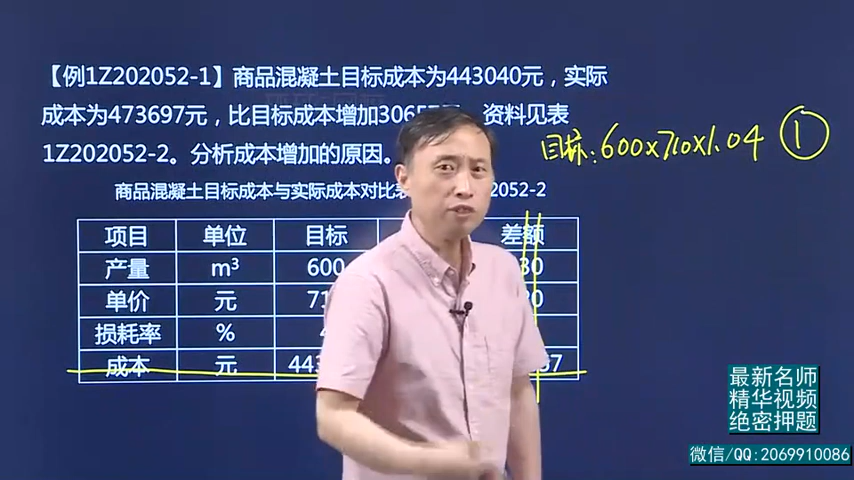 【例1Z202052-1】商品混凝土目标成本为443040元，实际
成本为473697元，比目标成本增加3065 资料见表
1Z202052-2。分析成本增加的原因。
目标:600×710×1.04 ①
商品混凝土目标成本与实际成本对比 2052-2
项目 单位 目标 差额
产量 m³ 600 30
单价 元 71 20
损耗率 %
成本 元 443 7
最新名师
精华视频
绝密押题
微信/QQ:2069910086